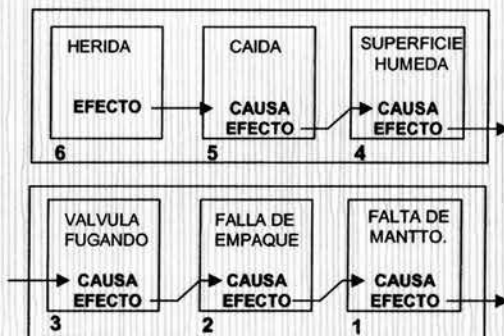 HERIDA
EFECTO
6
CAIDA
CAUSA
EFECTO
5
SUPERFICIE
HUMEDA
CAUSA
EFECTO
4
VALVULA
FUGANDO
CAUSA
EFECTO
3
FALLA DE
EMPAQUE
CAUSA
EFECTO
2
FALTA DE
MANTTO.
CAUSA
EFECTO
1